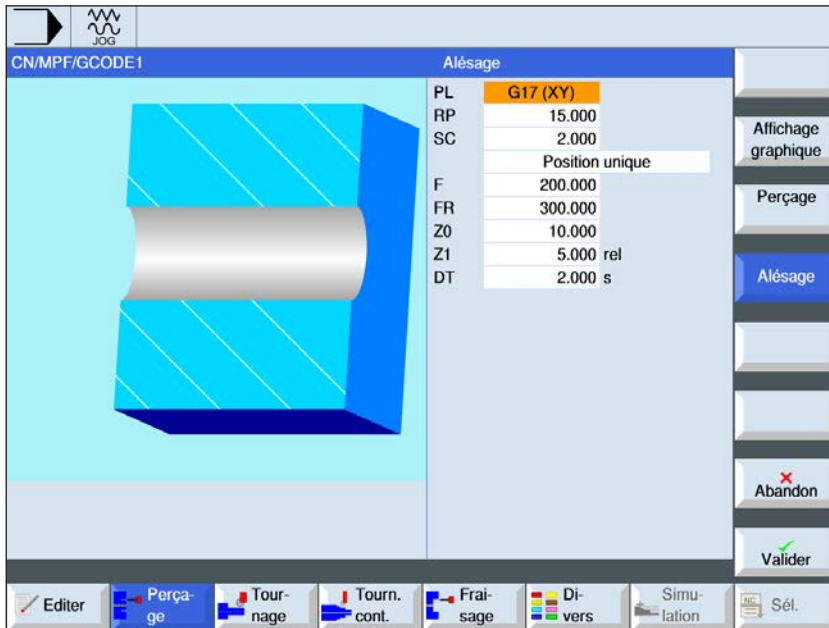 JOG
CN/MPF/GCODE1
Alésage
PL G17 (XY)
RP 15.000
SC 2.000
Position unique
F 200.000
FR 300.000
Z0 10.000
Z1 5.000 rel
DT 2.000 s
Affichage
graphique
Perçage
Alésage
Abandon
Valider
Editer
Perça-
ge
Tour-
nage
Tourn.
cont.
Frai-
sage
Di-
vers
Simu-
lation
NC
Sél.